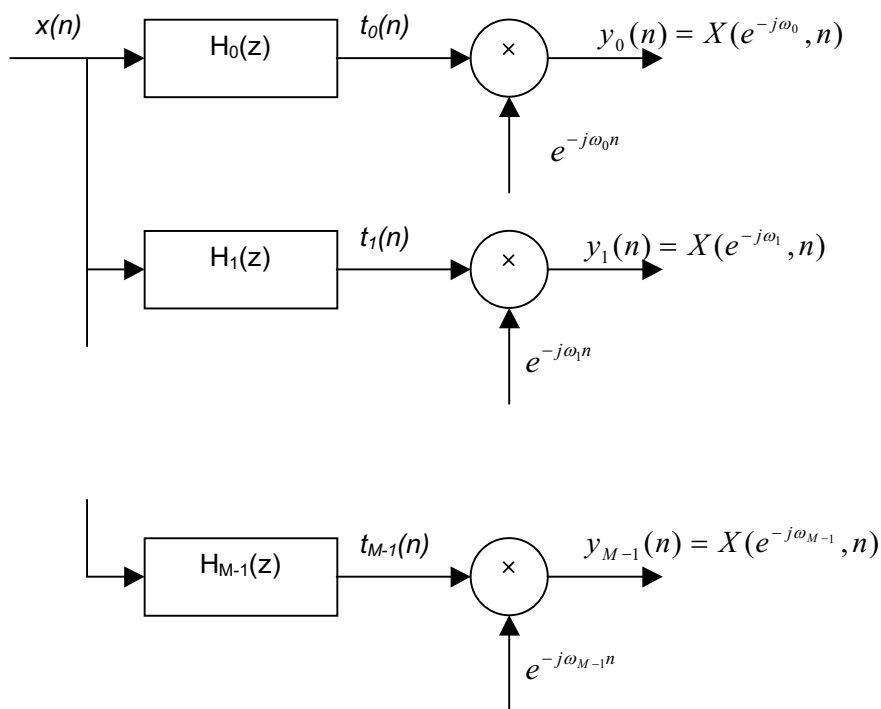 x(n) H₀(z) t₀(n) × y₀(n) = X(e^{-jω₀}, n)
e^{-jω₀n}
H₁(z) t₁(n) × y₁(n) = X(e^{-jω₁}, n)
e^{-jω₁n}
H_{M-1}(z) t_{M-1}(n) × y_{M-1}(n) = X(e^{-jω_{M-1}}, n)
e^{-jω_{M-1}n}